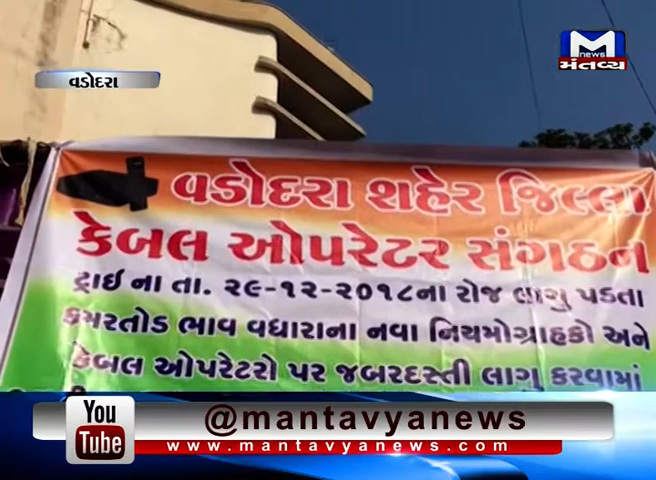 M
news
મંતવ્ય
વડોદરા
વડોદરા શહેર જિલ્લા
કેબલ ઓપરેટર સંગઠન
ટ્રાઇ ના તા. ૨૯-૧૨-૨૦૧૮ના રોજ લાગુ પડતા
કમરતોડ ભાવ વધારાના નવા નિયમોગ્રાહકો અને
કેબલ ઓપરેટરો પર જબરદસ્તી લાગુ કરવામાં
You
Tube
@mantavyanews
www.mantavyanews.com